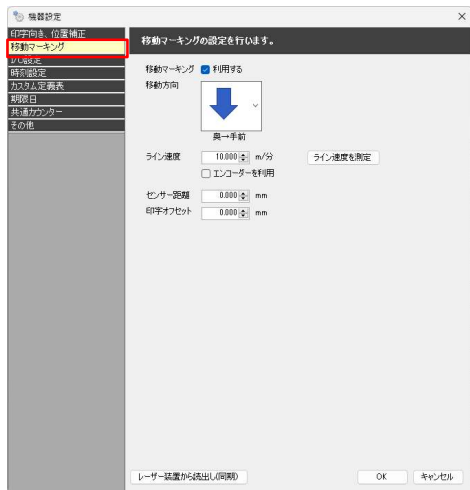 機器設定
印字向き、位置補正
移動マーキング
I/O設定
時刻設定
カスタム定義表
期限日
共通カウンター
その他
移動マーキングの設定を行います。
移動マーキング 利用する
移動方向
奥→手前
ライン速度 10.000 m/分 ライン速度を測定
エンコーダーを利用
センサー距離 0.000 mm
印字オフセット 0.000 mm
レーザー装置から読出し(同期) OK キャンセル